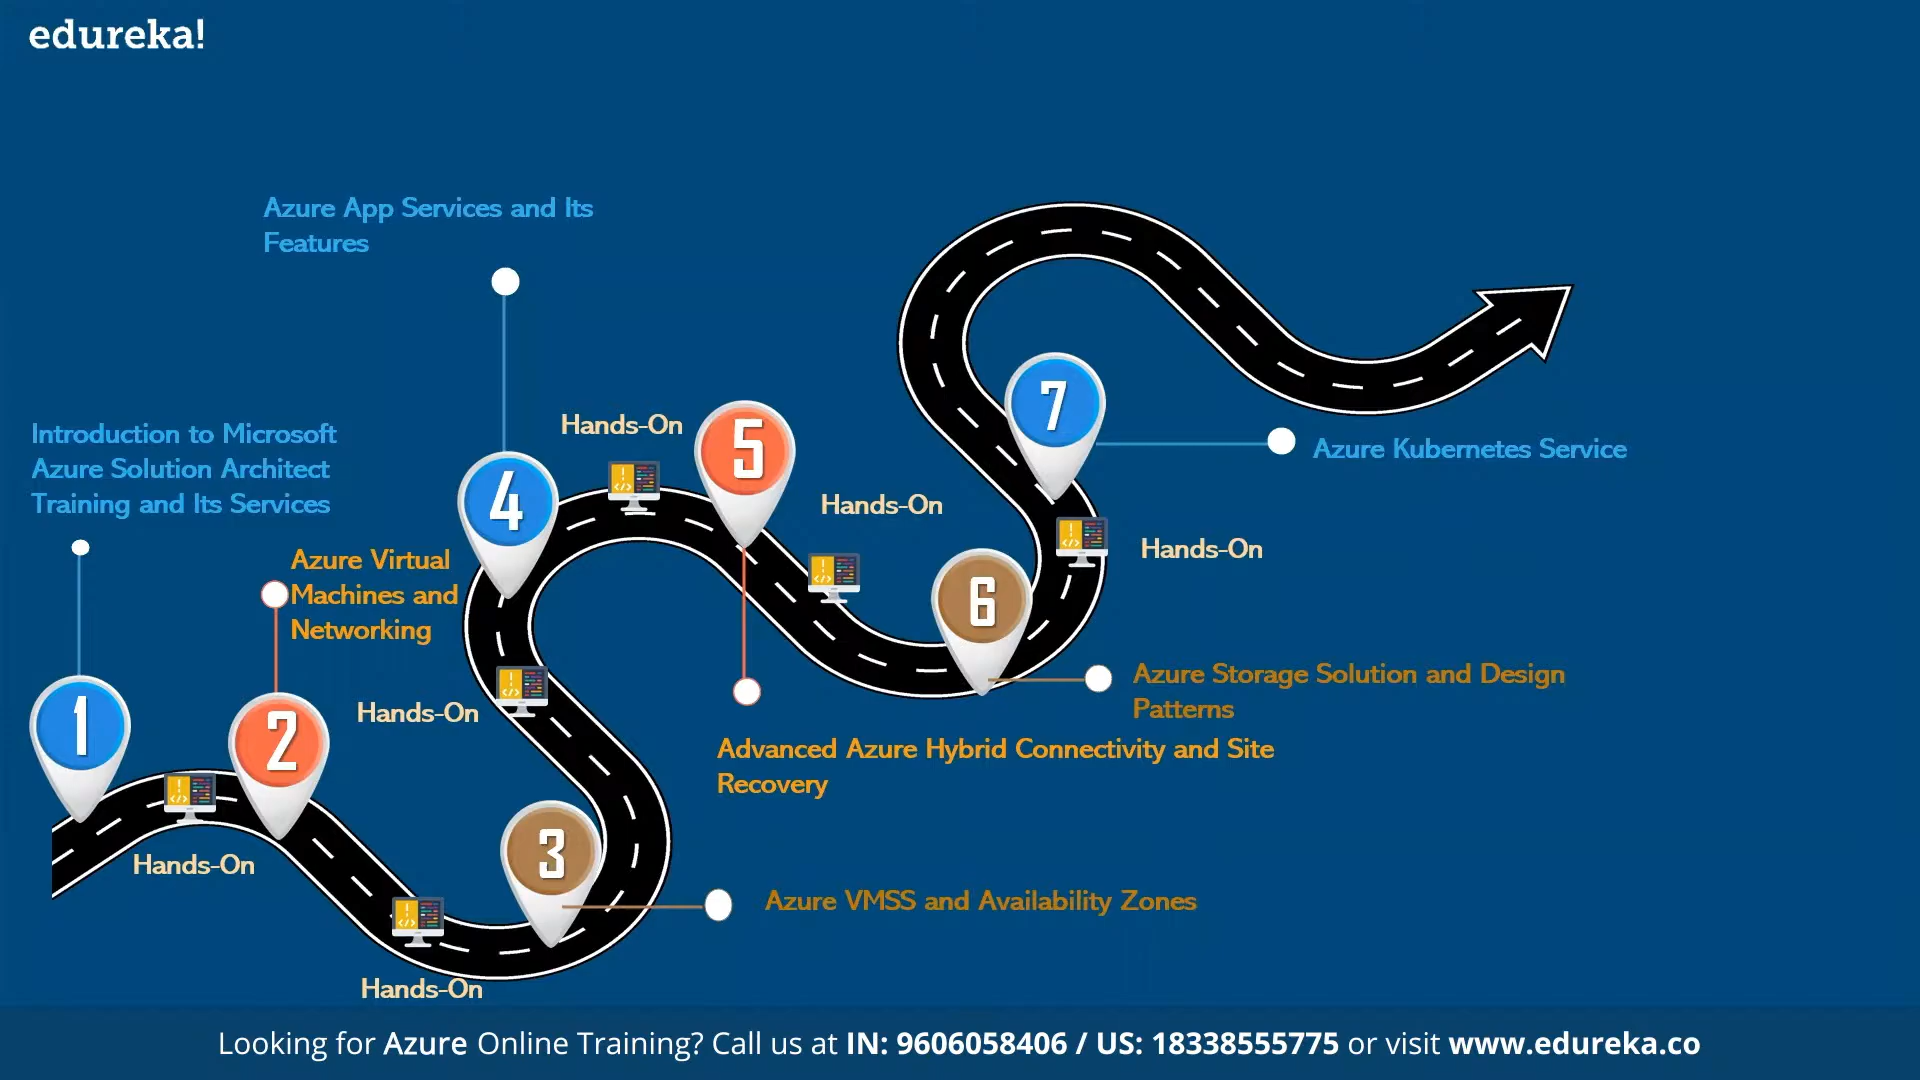 edureka!
Azure App Services and Its
Features
Introduction to Microsoft
Azure Solution Architect
Training and Its Services
Hands-On
5
7
Azure Kubernetes Service
4
Hands-On
Hands-On
Azure Virtual
Machines and
Networking
6
Azure Storage Solution and Design
Patterns
1
2
Hands-On
Advanced Azure Hybrid Connectivity and Site
Recovery
Hands-On
3
Azure VMSS and Availability Zones
Hands-On
Looking for Azure Online Training? Call us at IN: 9606058406 / US: 18338555775 or visit www.edureka.co